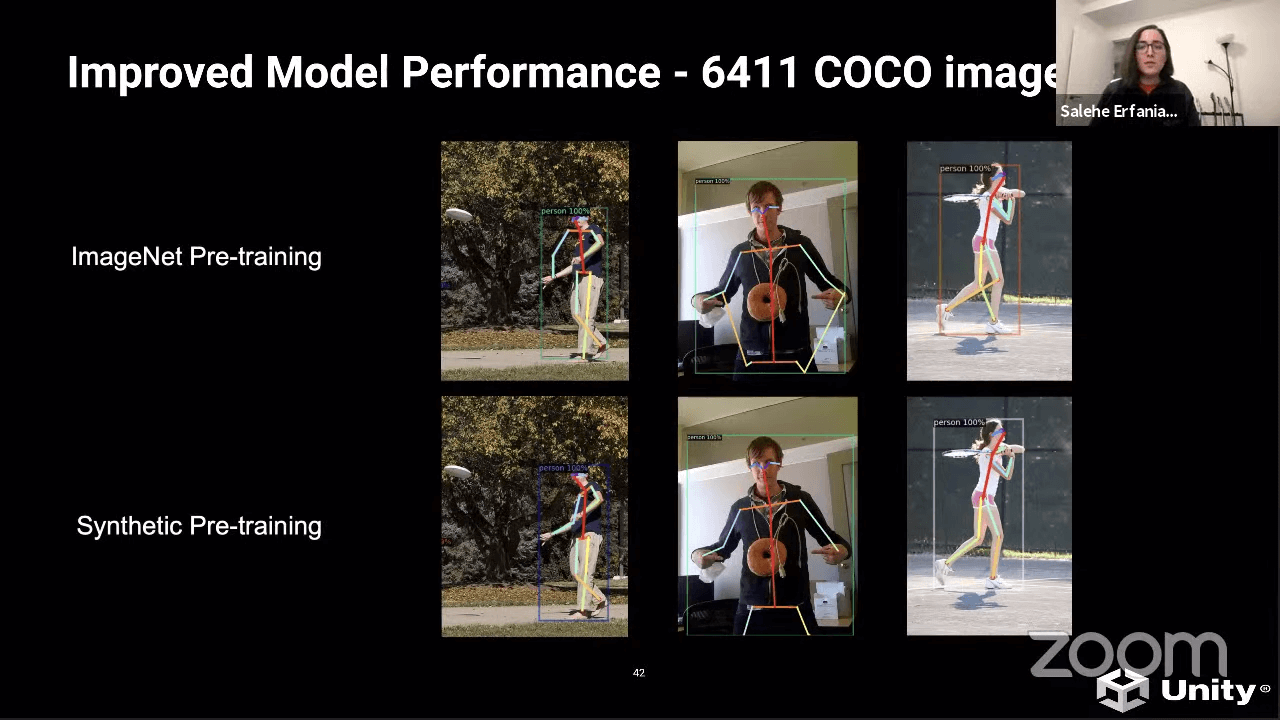 Improved Model Performance - 6411 COCO image
Salehe Erfania...
ImageNet Pre-training
person 100%
person 100%
person 100%
Synthetic Pre-training
person 100%
person 100%
person 100%
42
zoom
Unity®